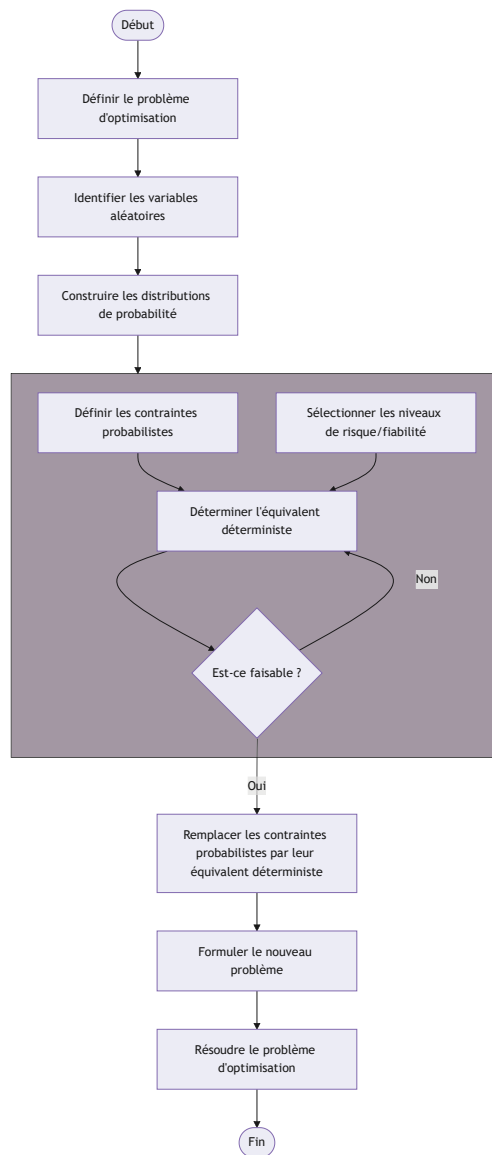 Début
Définir le problème
d'optimisation
Identifier les variables
aléatoires
Construire les distributions
de probabilité
Définir les contraintes
probabilistes
Sélectionner les niveaux
de risque/fiabilité
Déterminer l'équivalent
déterministe
Non
Est-ce faisable ?
Oui
Remplacer les contraintes
probabilistes par leur
équivalent déterministe
Formuler le nouveau
problème
Résoudre le problème
d'optimisation
Fin